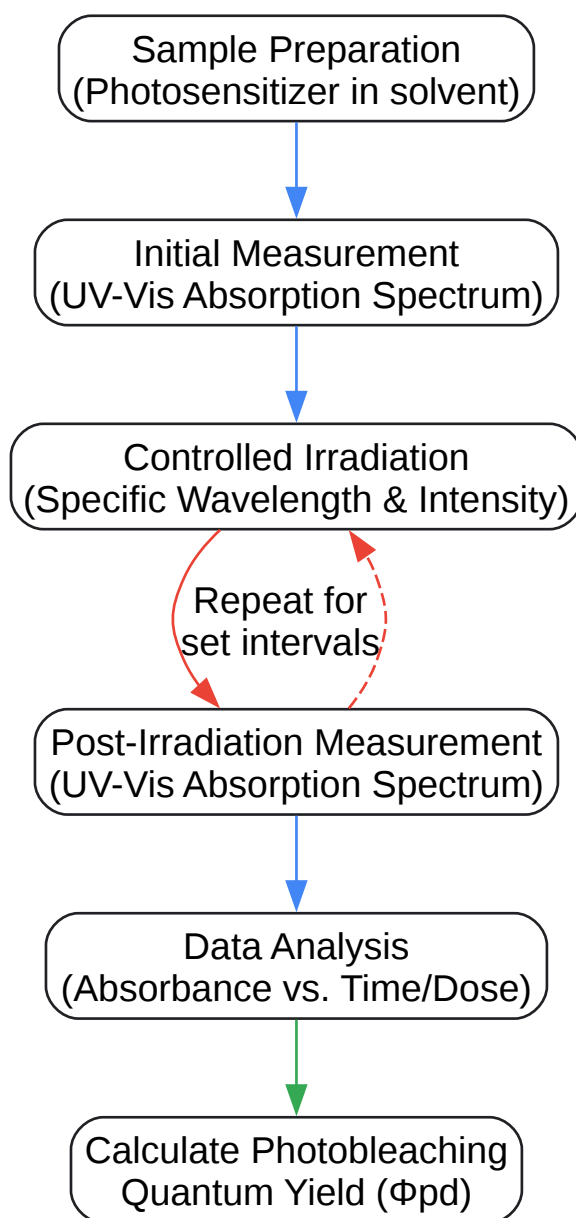 Sample Preparation
(Photosensitizer in solvent)
Initial Measurement
(UV-Vis Absorption Spectrum)
Controlled Irradiation
(Specific Wavelength & Intensity)
Repeat for
set intervals
Post-Irradiation Measurement
(UV-Vis Absorption Spectrum)
Data Analysis
(Absorbance vs. Time/Dose)
Calculate Photobleaching
Quantum Yield (Φpd)